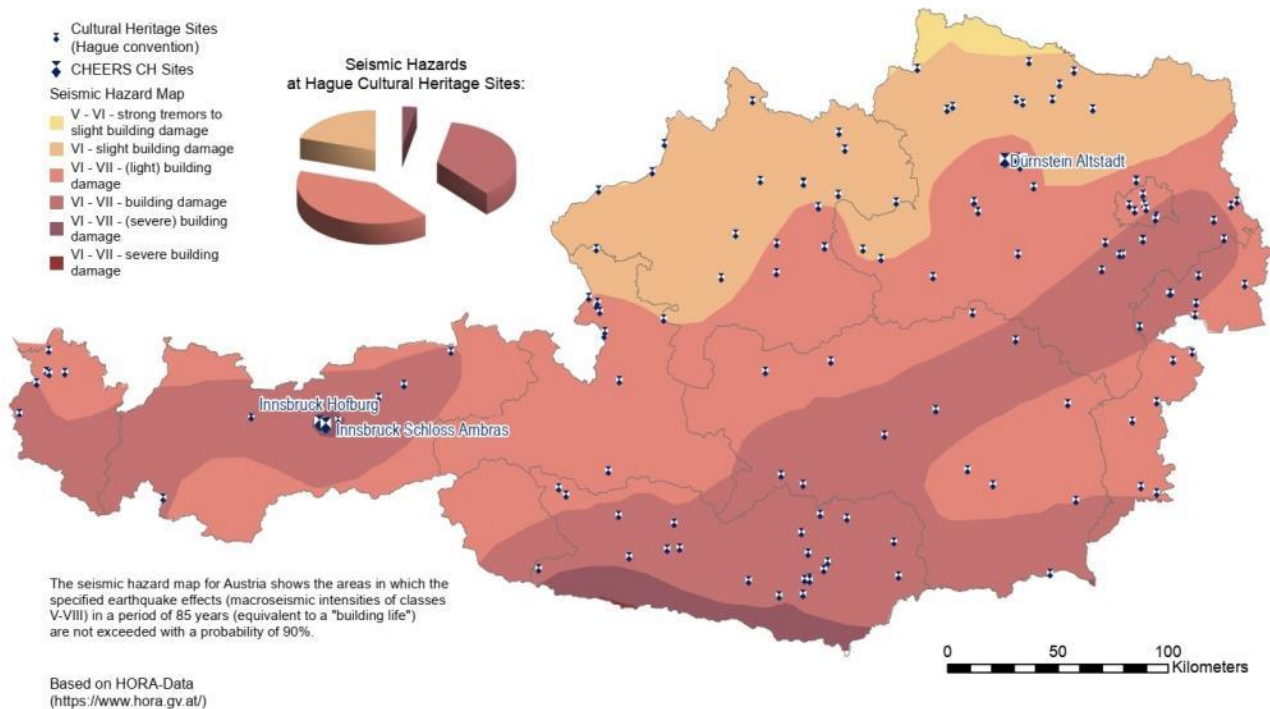 Cultural Heritage Sites
(Hague convention)
CHEERS CH Sites
Seismic Hazard Map
V - VI - strong tremors to
slight building damage
VI - slight building damage
VI - VII - (light) building
damage
VI - VII - building damage
VI - VII - (severe) building
damage
VI - VII - severe building
damage
Seismic Hazards
at Hague Cultural Heritage Sites:
Dürnstein Altstadt
Innsbruck Hofburg
Innsbruck Schloss Ambras
The seismic hazard map for Austria shows the areas in which the
specified earthquake effects (macroseismic intensities of classes
V-VIII) in a period of 85 years (equivalent to a "building life")
are not exceeded with a probability of 90%.
Based on HORA-Data
(https://www.hora.gv.at/)
0 50 100
Kilometers